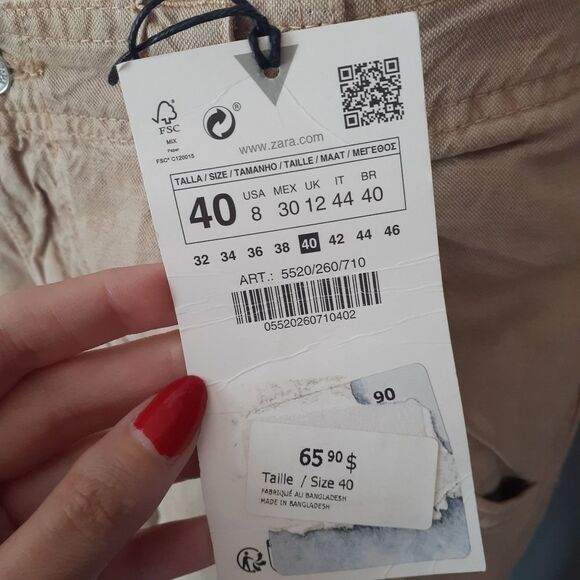 FSC
MIX
Paper
FSC® C120015
®
www.zara.com
TALLA / SIZE / TAMANHO / TAILLE / MAAT / ΜΕΓΕΘΟΣ
40
USA MEX UK IT BR
8 30 12 44 40
32 34 36 38 40 42 44 46
ART.: 5520/260/710
05520260710402
90
65 90 $
Taille / Size 40
FABRIQUÉ AU BANGLADESH
MADE IN BANGLADESH